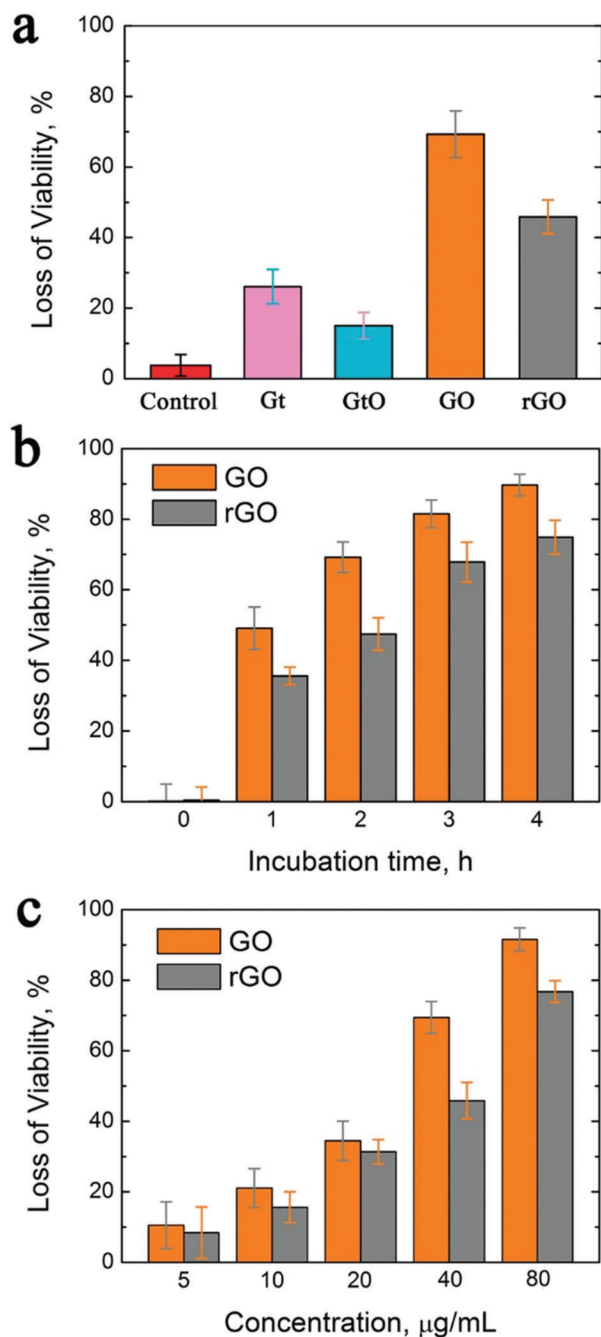 a
100
80
60
40
20
0
Loss of Viability, %
Control Gt GtO GO rGO
b
100
80
60
40
20
0
Loss of Viability, %
GO
rGO
0 1 2 3 4
Incubation time, h
c
100
80
60
40
20
0
Loss of Viability, %
GO
rGO
5 10 20 40 80
Concentration, μg/mL